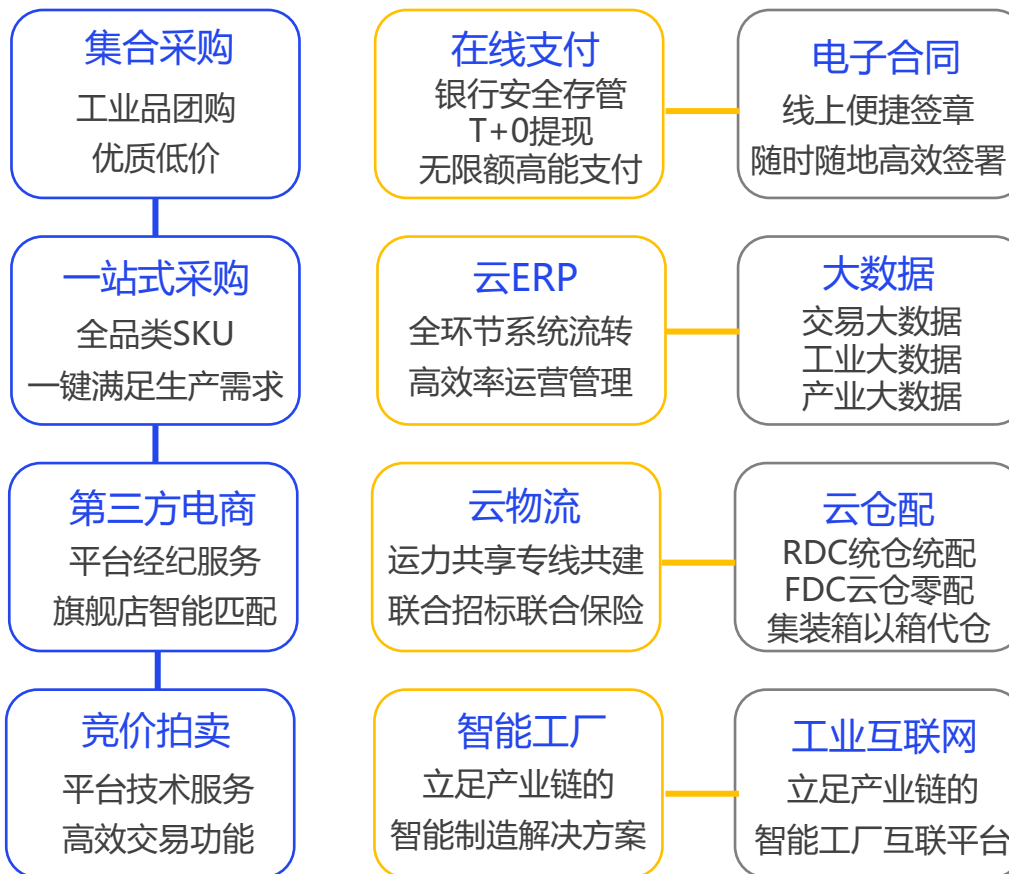 集合采购
工业品团购
优质低价
在线支付
银行安全存管
T+0提现
无限额高能支付
电子合同
线上便捷签章
随时随地高效签署
一站式采购
全品类SKU
一键满足生产需求
云ERP
全环节系统流转
高效率运营管理
大数据
交易大数据
工业大数据
产业大数据
第三方电商
平台经纪服务
旗舰店智能匹配
云物流
运力共享专线共建
联合招标联合保险
云仓配
RDC统仓统配
FDC云仓零配
集装箱以箱代仓
竞价拍卖
平台技术服务
高效交易功能
智能工厂
立足产业链的
智能制造解决方案
工业互联网
立足产业链的
智能工厂互联平台